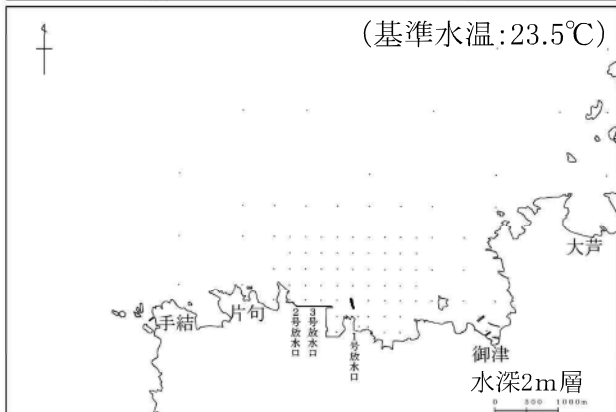 (基準水温:23.5℃)
大芦
手結
片句
2号放水口
3号放水口
1号放水口
御津
水深2m層
0 500 1000m